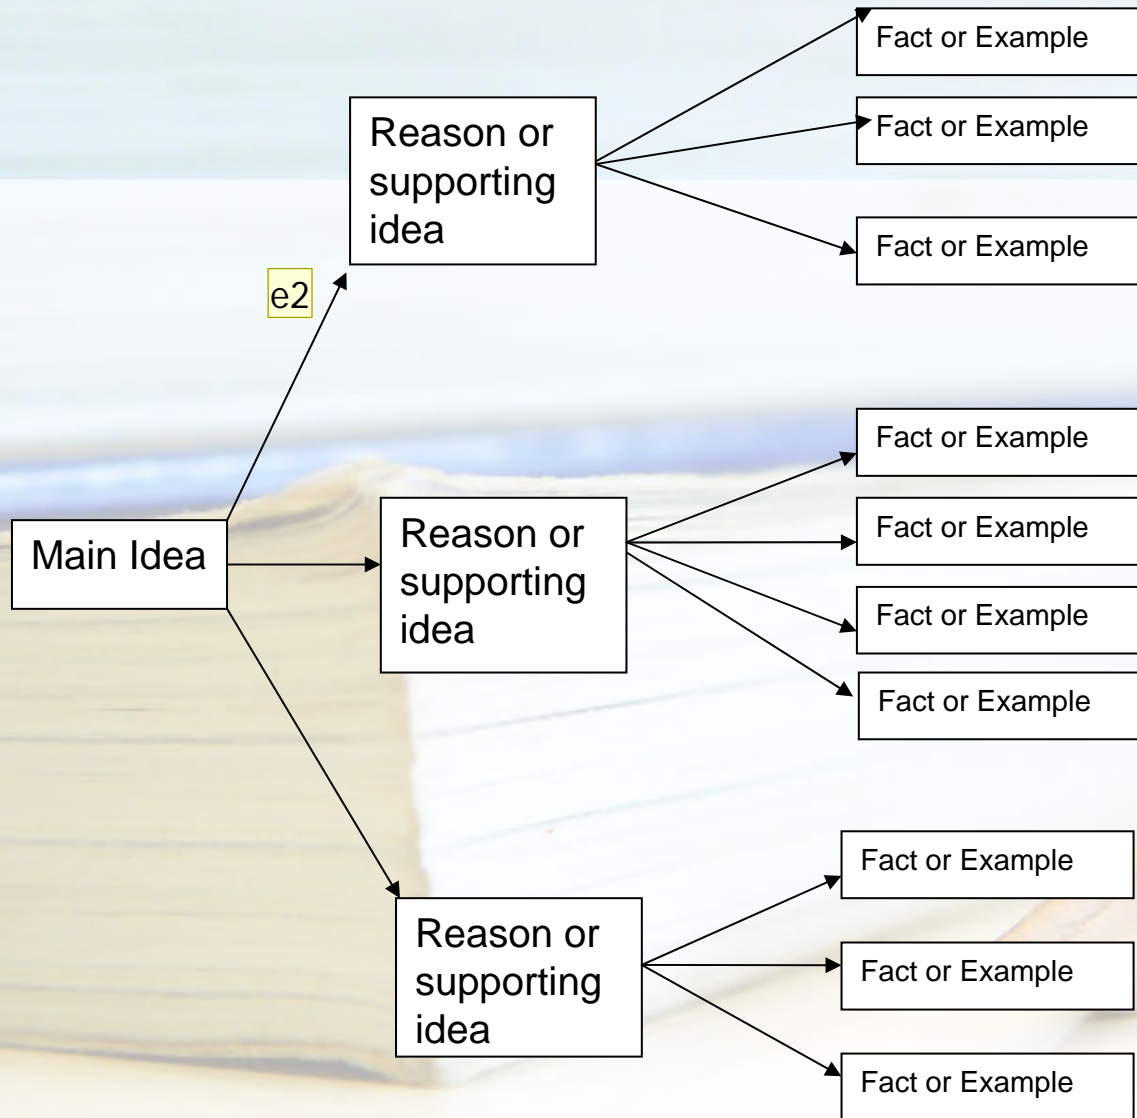 Fact or Example
Reason or
supporting
idea
Fact or Example
Fact or Example
e2
Fact or Example
Main Idea
Reason or
supporting
idea
Fact or Example
Fact or Example
Fact or Example
Fact or Example
Reason or
supporting
idea
Fact or Example
Fact or Example